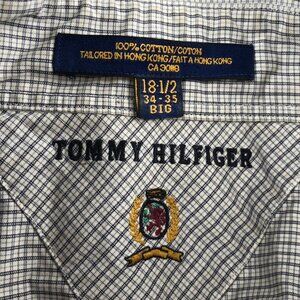 100% COTTON/COTON
TAILORED IN HONG KONG/FAIT A HONG KONG
CA 30818
18-1/2
34 - 35
BIG
TOMMY HILFIGER